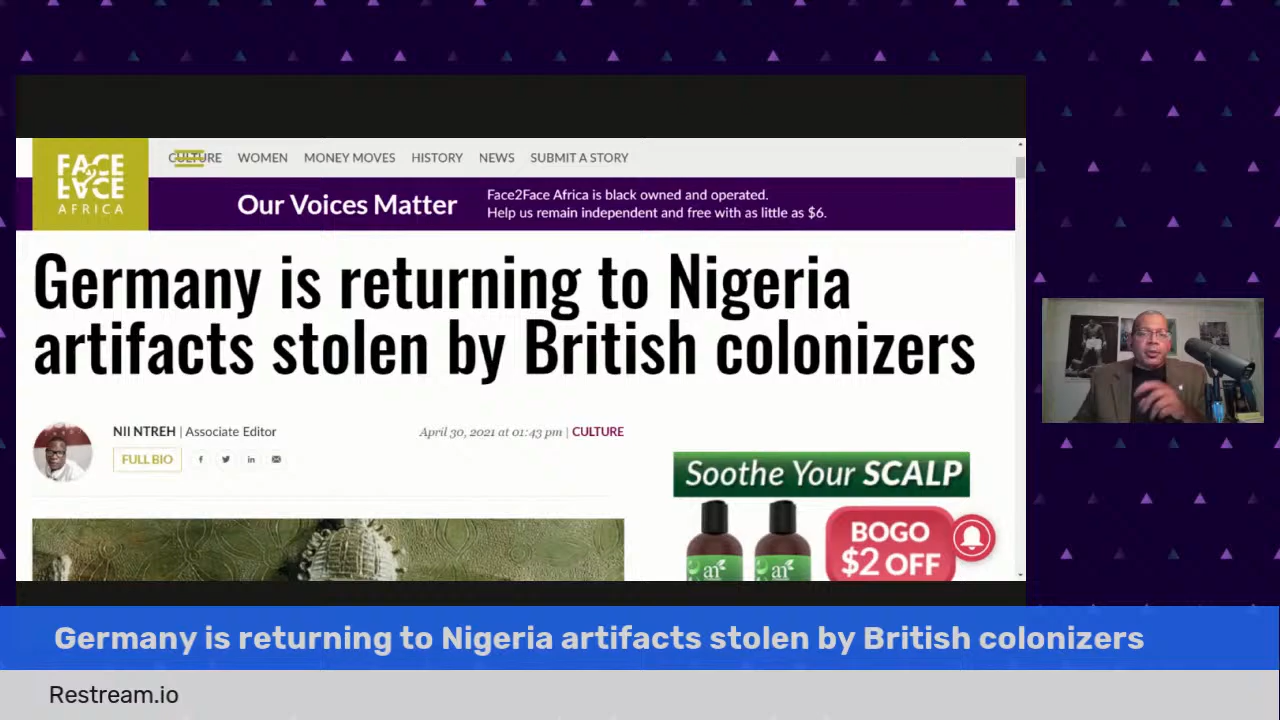 FACE
2
FACE
AFRICA
CULTURE WOMEN MONEY MOVES HISTORY NEWS SUBMIT A STORY
Our Voices Matter
Face2Face Africa is black owned and operated.
Help us remain independent and free with as little as $6.
Germany is returning to Nigeria
artifacts stolen by British colonizers
NII NTREH | Associate Editor
April 30, 2021 at 01:43 pm | CULTURE
FULL BIO
Soothe Your SCALP
BOGO
$2 OFF
an
an
Germany is returning to Nigeria artifacts stolen by British colonizers
Restream.io